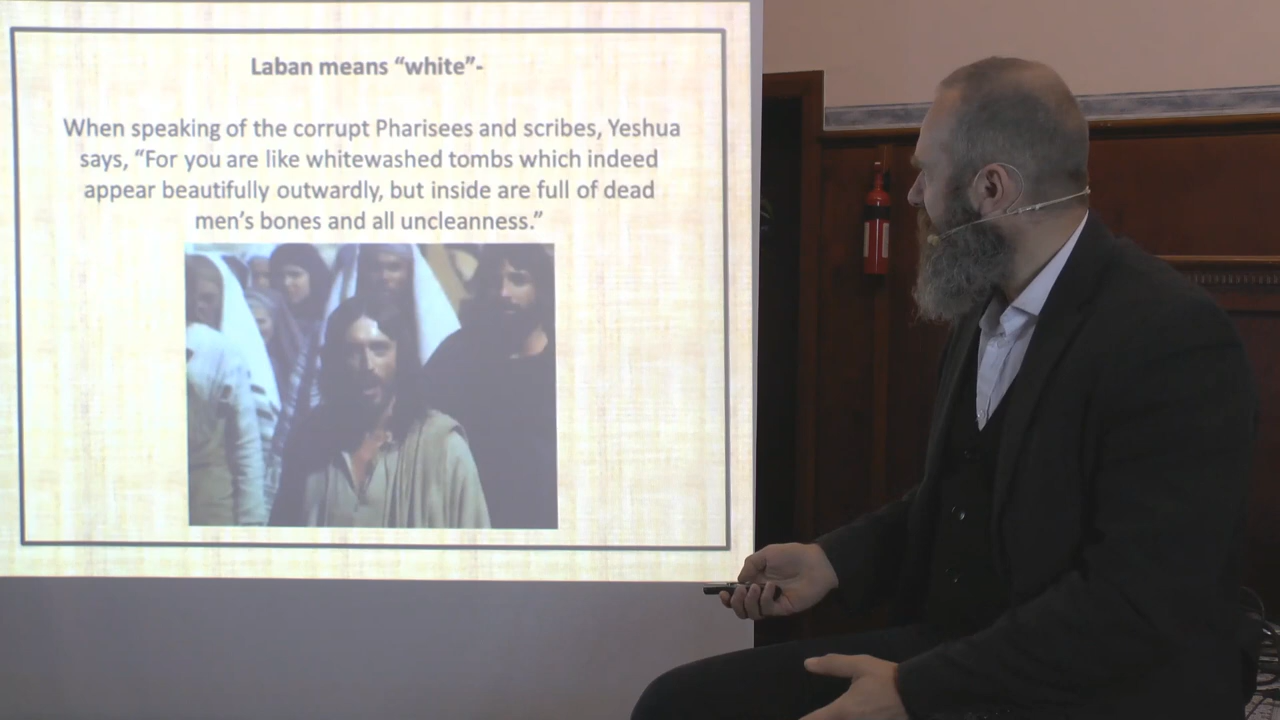 Laban means “white”-
When speaking of the corrupt Pharisees and scribes, Yeshua
says, “For you are like whitewashed tombs which indeed
appear beautifully outwardly, but inside are full of dead
men’s bones and all uncleanness.”